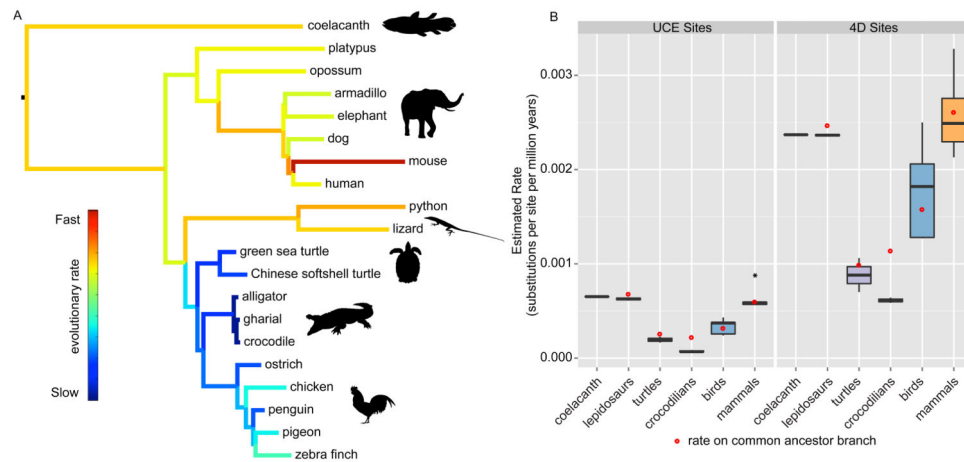 A
coelacanth
platypus
opossum
armadillo
elephant
dog
mouse
human
python
lizard
green sea turtle
Chinese softshell turtle
alligator
gharial
crocodile
ostrich
chicken
penguin
pigeon
zebra finch
Fast
evolutionary rate
Slow
B
UCE Sites
4D Sites
Estimated Rate
(substitutions per site per million years)
0.003
0.002
0.001
0.000
*
coelacanth
lepidosaurs
turtles
crocodilians
birds
mammals
coelacanth
lepidosaurs
turtles
crocodilians
birds
mammals
rate on common ancestor branch